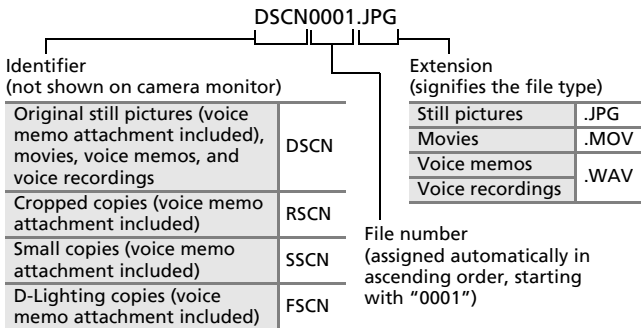 DSCN0001.JPG
Identifier
(not shown on camera monitor)
Original still pictures (voice
memo attachment included),
movies, voice memos, and
voice recordings
DSCN
Cropped copies (voice memo
attachment included)
RSCN
Small copies (voice memo
attachment included)
SSCN
D-Lighting copies (voice
memo attachment included)
FSCN
Extension
(signifies the file type)
Still pictures .JPG
Movies .MOV
Voice memos
Voice recordings
.WAV
File number
(assigned automatically in
ascending order, starting
with “0001”)